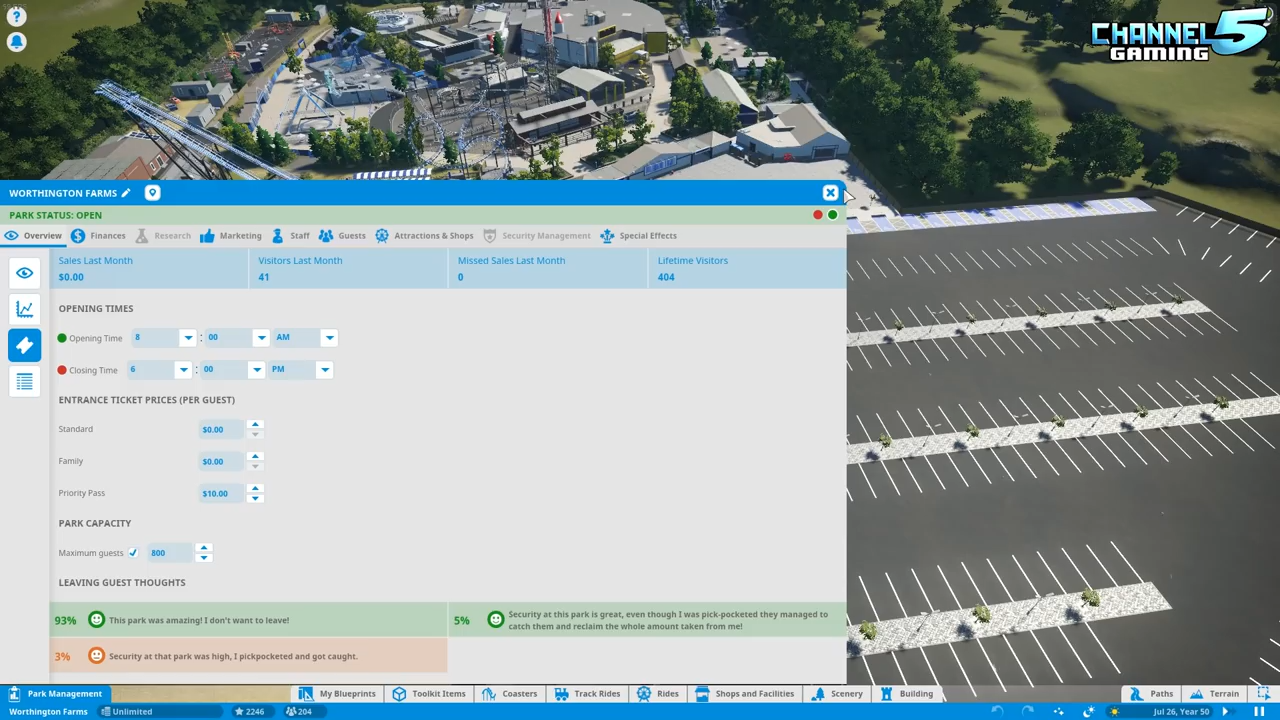 ?
CHANNEL 5
GAMING
WORTHINGTON FARMS
PARK STATUS: OPEN
Overview Finances Research Marketing Staff Guests Attractions & Shops Security Management Special Effects
Sales Last Month Visitors Last Month Missed Sales Last Month Lifetime Visitors
$0.00 41 0 404
OPENING TIMES
Opening Time 8 : 00 AM
Closing Time 6 : 00 PM
ENTRANCE TICKET PRICES (PER GUEST)
Standard $0.00
Family $0.00
Priority Pass $10.00
PARK CAPACITY
Maximum guests 800
LEAVING GUEST THOUGHTS
93% This park was amazing! I don't want to leave!
5% Security at this park is great, even though I was pick-pocketed they managed to
catch them and reclaim the whole amount taken from me!
3% Security at that park was high, I pickpocketed and got caught.
Park Management My Blueprints Toolkit Items Coasters Track Rides Rides Shops and Facilities Scenery Building Paths Terrain
Worthington Farms Unlimited 2246 204 Jul 26, Year 50